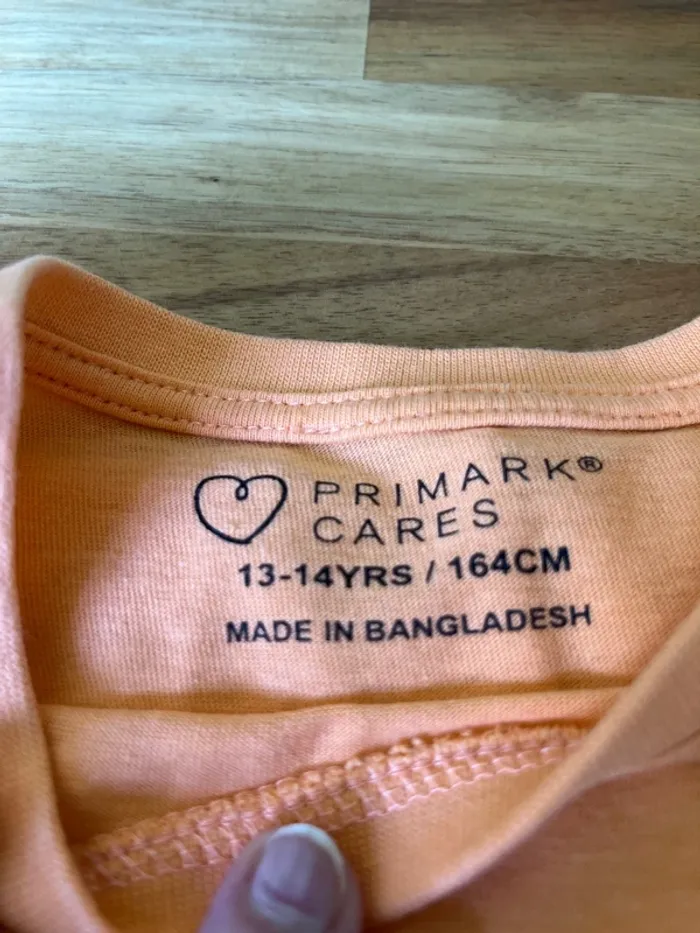 PRIMARK®
CARES
13-14YRS / 164CM
MADE IN BANGLADESH